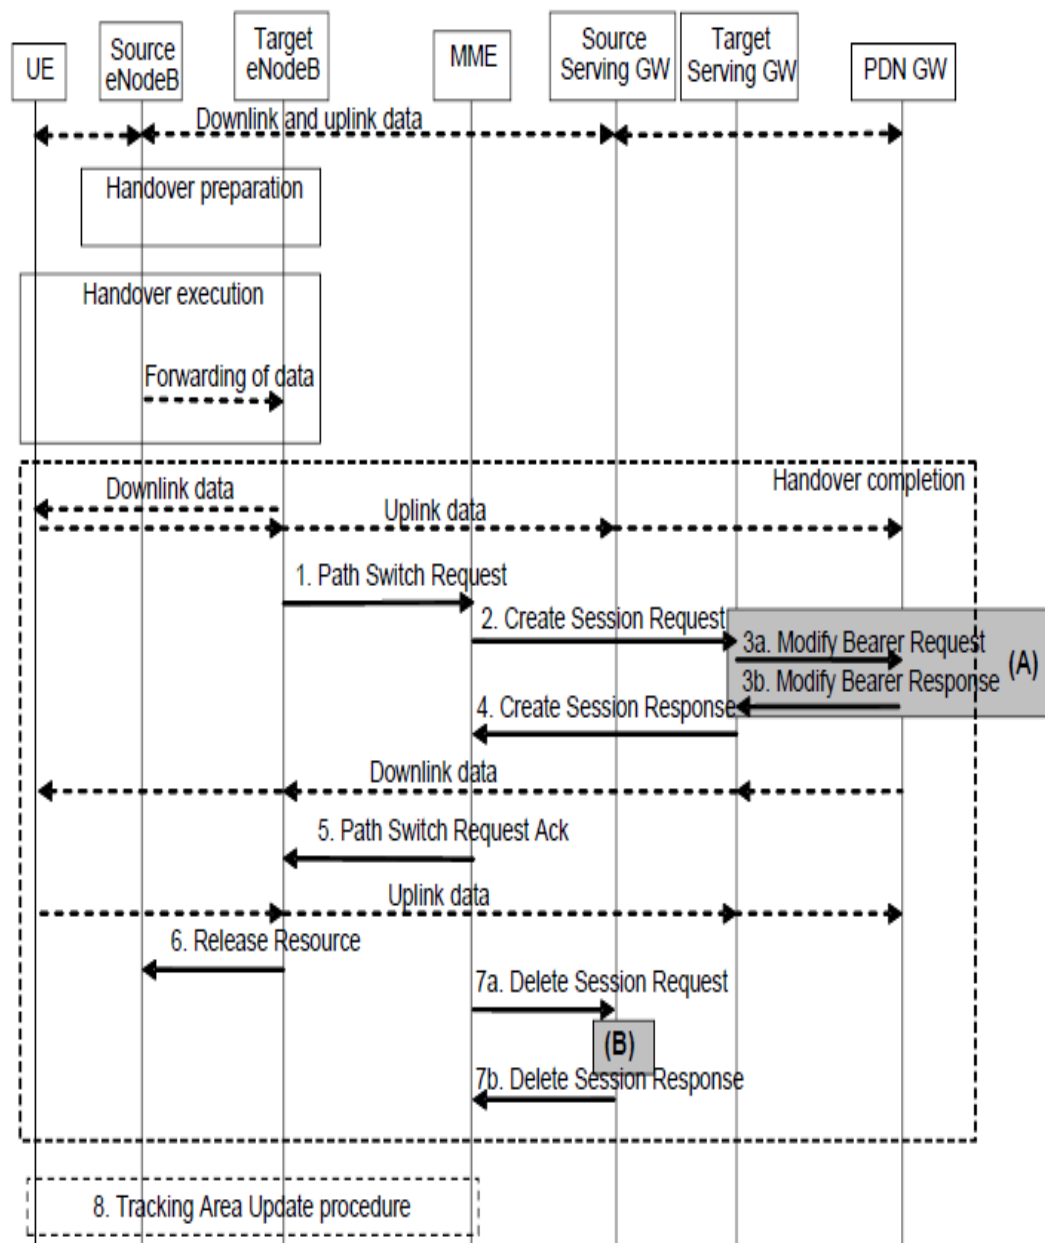 UE
Source
eNodeB
Target
eNodeB
MME
Source
Serving GW
Target
Serving GW
PDN GW
Downlink and uplink data
Handover preparation
Handover execution
Forwarding of data
Handover completion
Downlink data
Uplink data
1. Path Switch Request
2. Create Session Request
3a. Modify Bearer Request
(A)
3b. Modify Bearer Response
4. Create Session Response
Downlink data
5. Path Switch Request Ack
Uplink data
6. Release Resource
7a. Delete Session Request
(B)
7b. Delete Session Response
8. Tracking Area Update procedure